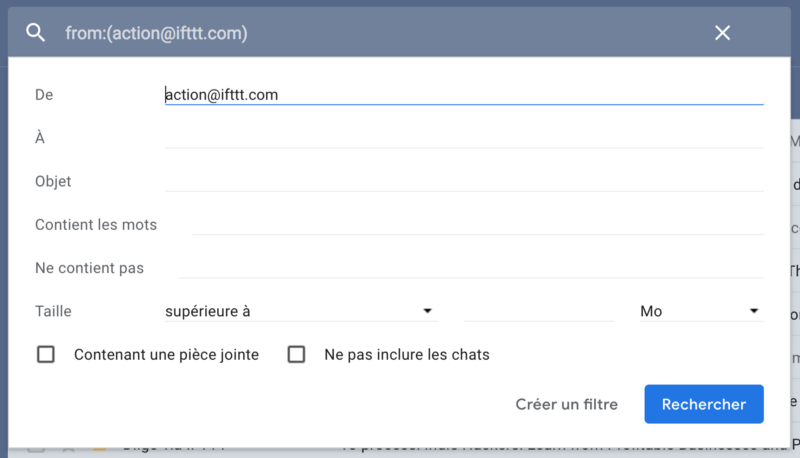 from:(action@ifttt.com)
De action@ifttt.com
À
Objet
Contient les mots
Ne contient pas
Taille supérieure à Mo
Contenant une pièce jointe Ne pas inclure les chats
Créer un filtre Rechercher